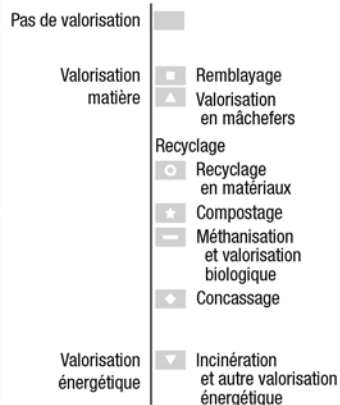 Pas de valorisation
Valorisation
matière
Remblayage
Valorisation
en mâchefers
Recyclage
Recyclage
en matériaux
Compostage
Méthanisation
et valorisation
biologique
Concassage
Valorisation
énergétique
Incinération
et autre valorisation
énergétique